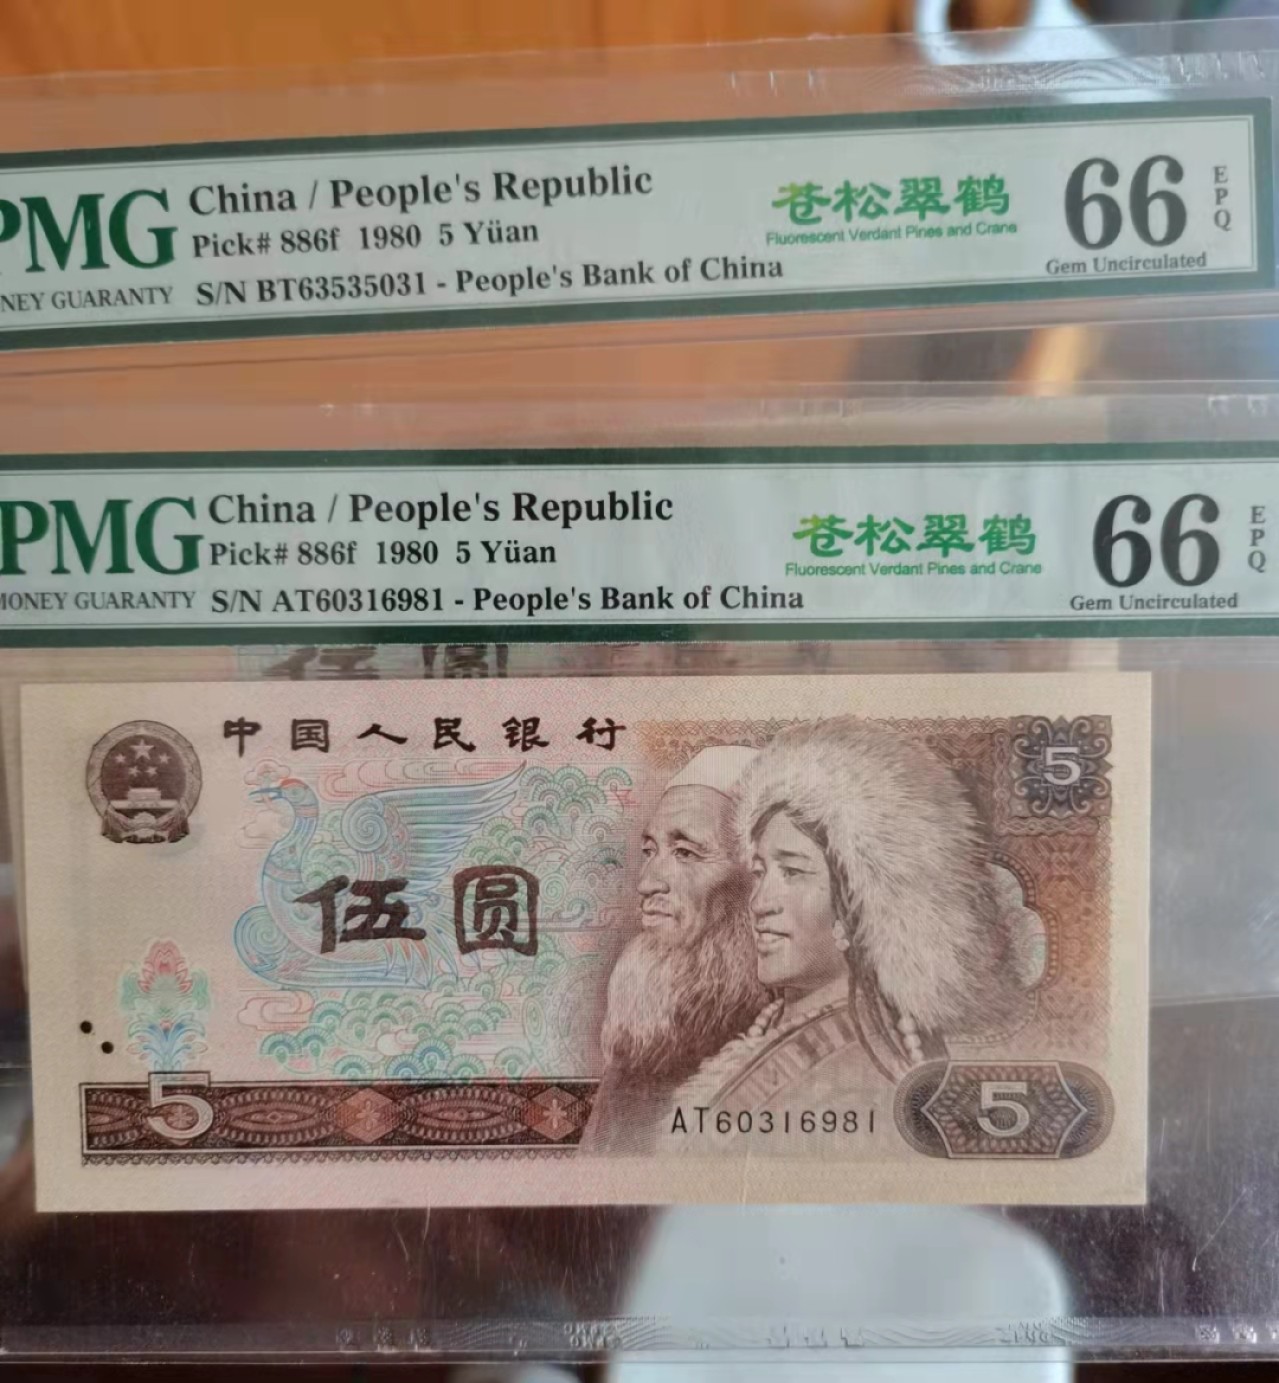 PMG
China / People's Republic
Pick# 886f 1980 5 Yüan
NEY GUARANTY S/N BT63535031 - People's Bank of China
苍松翠鹤
Fluorescent Verdant Pines and Crane
66 EPQ
Gem Uncirculated
PMG
China / People's Republic
Pick# 886f 1980 5 Yüan
MONEY GUARANTY S/N AT60316981 - People's Bank of China
苍松翠鹤
Fluorescent Verdant Pines and Crane
66 EPQ
Gem Uncirculated
伍圆
中国人民银行
5
伍圆
5
AT60316981
5